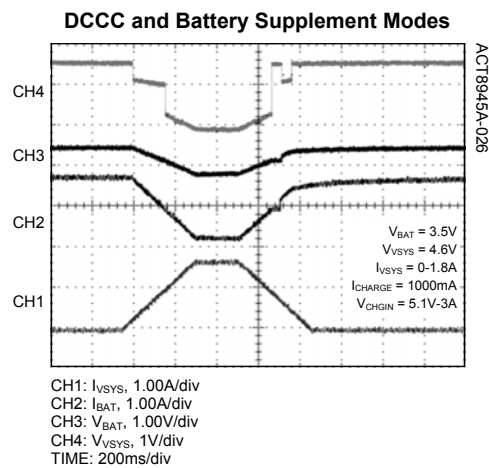 DCCC and Battery Supplement Modes
ACT8945A-026
CH4
CH3
CH2
CH1
VBAT = 3.5V
VVSYS = 4.6V
IVSYS = 0-1.8A
ICHARGE = 1000mA
VCHGIN = 5.1V-3A
CH1: IVSYS, 1.00A/div
CH2: IBAT, 1.00A/div
CH3: VBAT, 1.00V/div
CH4: VVSYS, 1V/div
TIME: 200ms/div